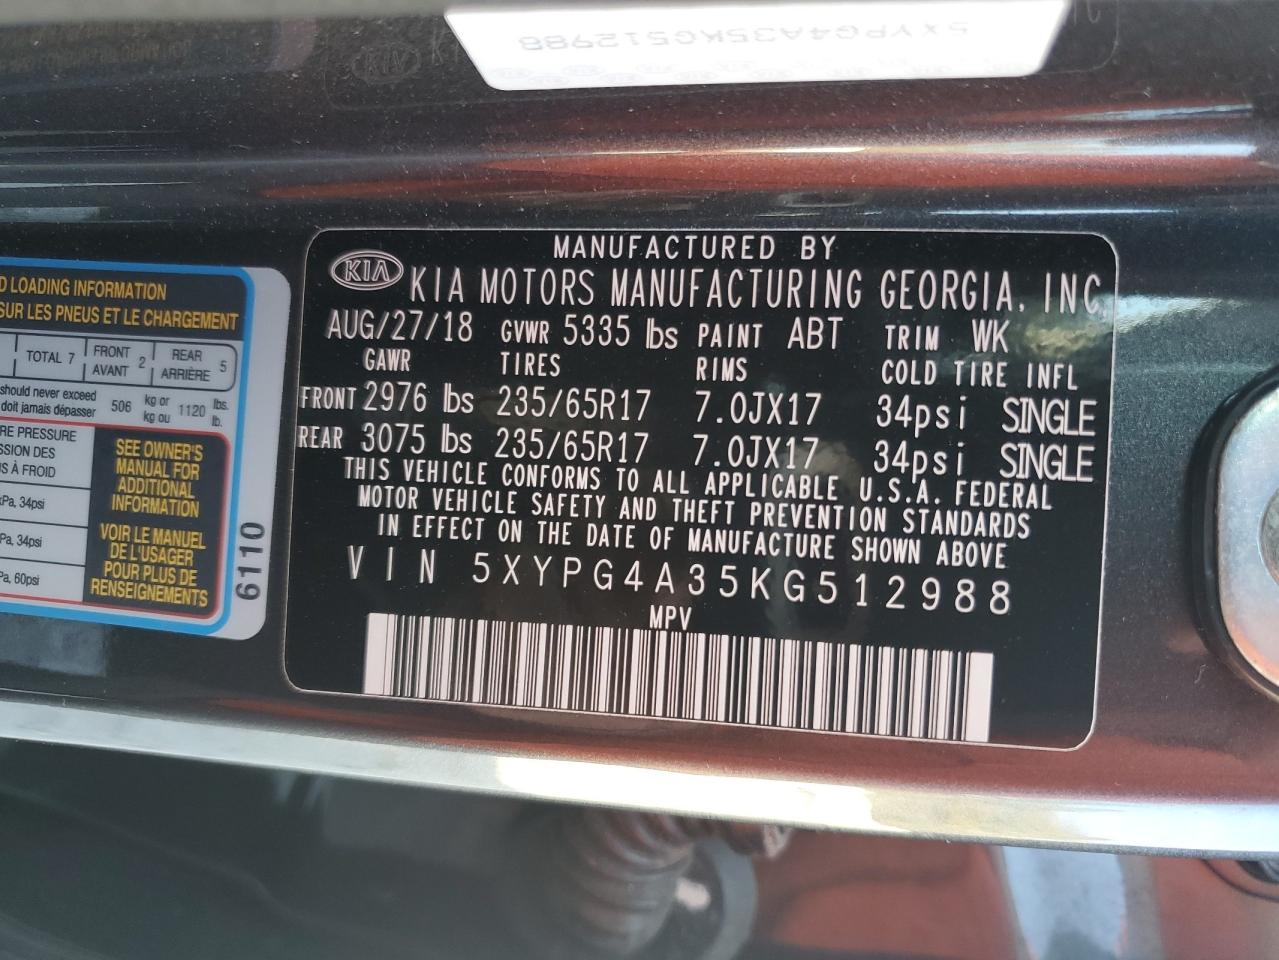 MANUFACTURED BY
KIA KIA MOTORS MANUFACTURING GEORGIA, INC.
AUG/27/18 GVWR 5335 lbs PAINT ABT TRIM WK
GAWR TIRES RIMS COLD TIRE INFL
FRONT 2976 lbs 235/65R17 7.0JX17 34psi SINGLE
REAR 3075 lbs 235/65R17 7.0JX17 34psi SINGLE
THIS VEHICLE CONFORMS TO ALL APPLICABLE U.S.A. FEDERAL
MOTOR VEHICLE SAFETY AND THEFT PREVENTION STANDARDS
IN EFFECT ON THE DATE OF MANUFACTURE SHOWN ABOVE
VIN 5XYPG4A35KG512988
MPV
LOADING INFORMATION
SUR LES PNEUS ET LE CHARGEMENT
TOTAL 7 FRONT AVANT 2 REAR ARRIÈRE 5
should never exceed
doit jamais dépasser 506 kg or kg ou 1120 lbs. lb.
PRESSURE
DES
À FROID
34psi
34psi
60psi
SEE OWNER'S
MANUAL FOR
ADDITIONAL
INFORMATION
VOIR LE MANUEL
DE L'USAGER
POUR PLUS DE
RENSEIGNEMENTS
6110
5XYPG4A35KG512988